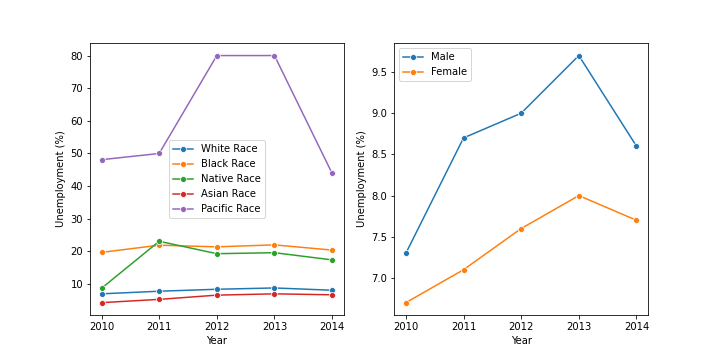 80
70
60
50
40
30
20
10
Unemployment (%)
White Race
Black Race
Native Race
Asian Race
Pacific Race
2010 2011 2012 2013 2014
Year
9.5
9.0
8.5
8.0
7.5
7.0
Unemployment (%)
Male
Female
2010 2011 2012 2013 2014
Year